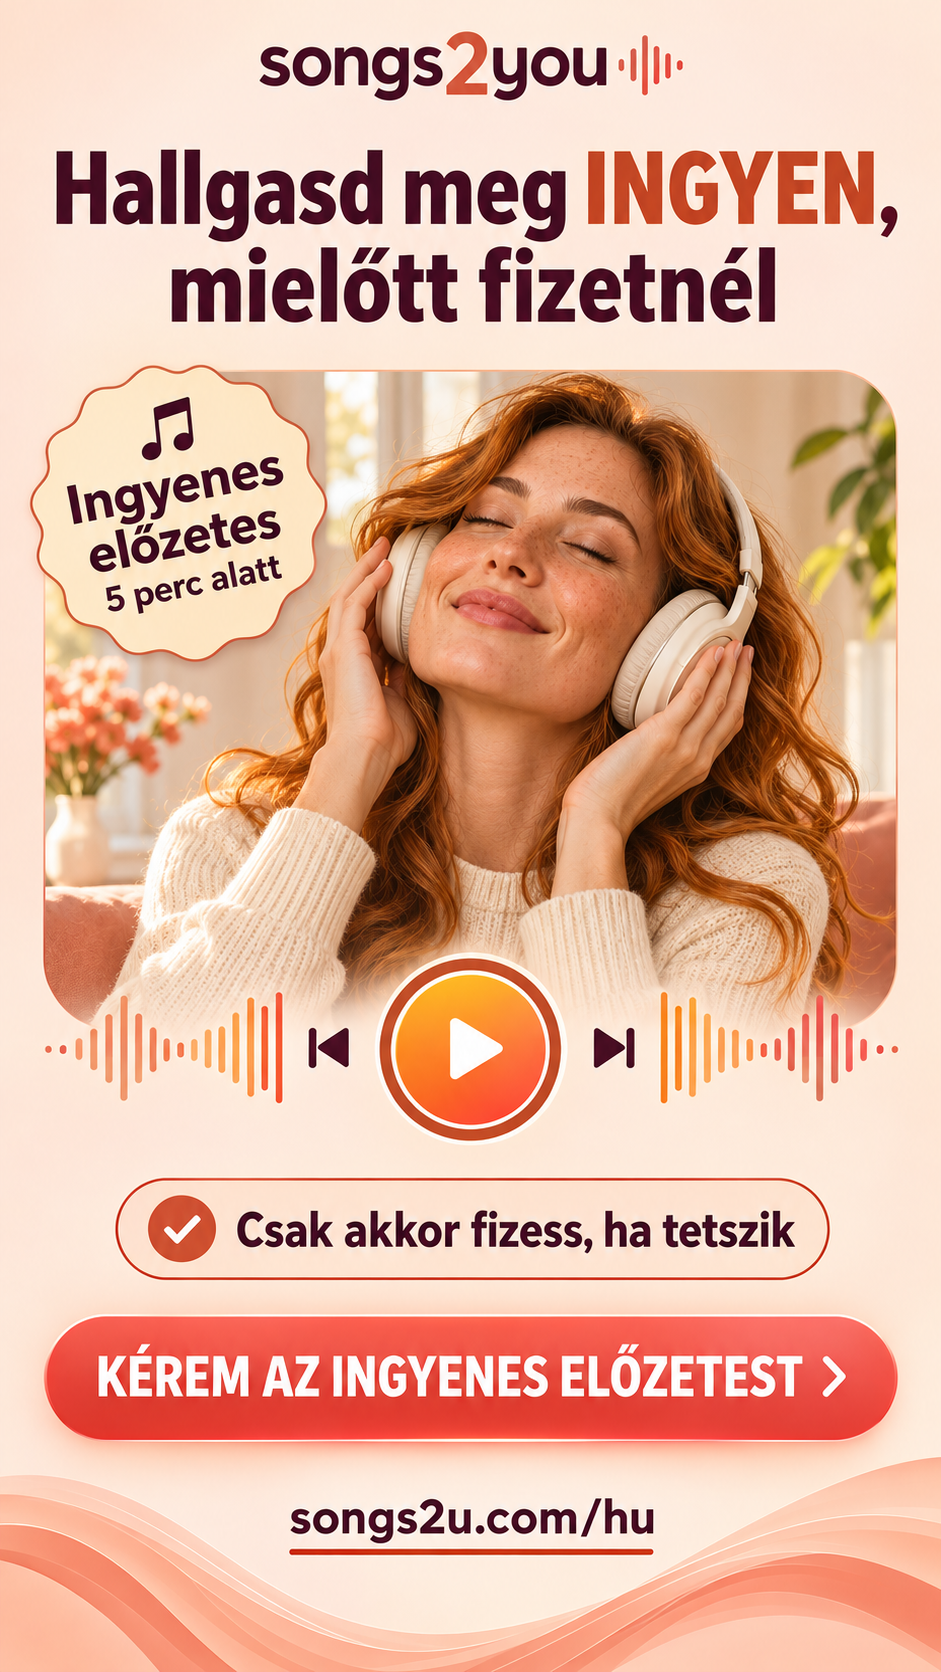 songs2you
Hallgasd meg INGYEN,
mielőtt fizetnél
Ingyenes
előzetes
5 perc alatt
Csak akkor fizess, ha tetszik
KÉREM AZ INGYENES ELŐZETEST
songs2u.com/hu